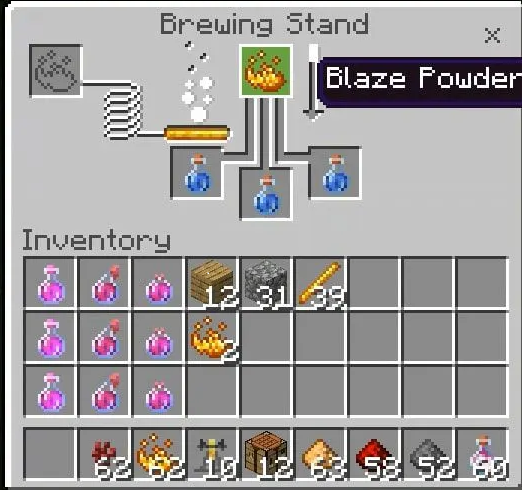 Brewing Stand
x
Blaze Powder
Inventory
12 31 39
2
62 62 10 12 63 58 52 60